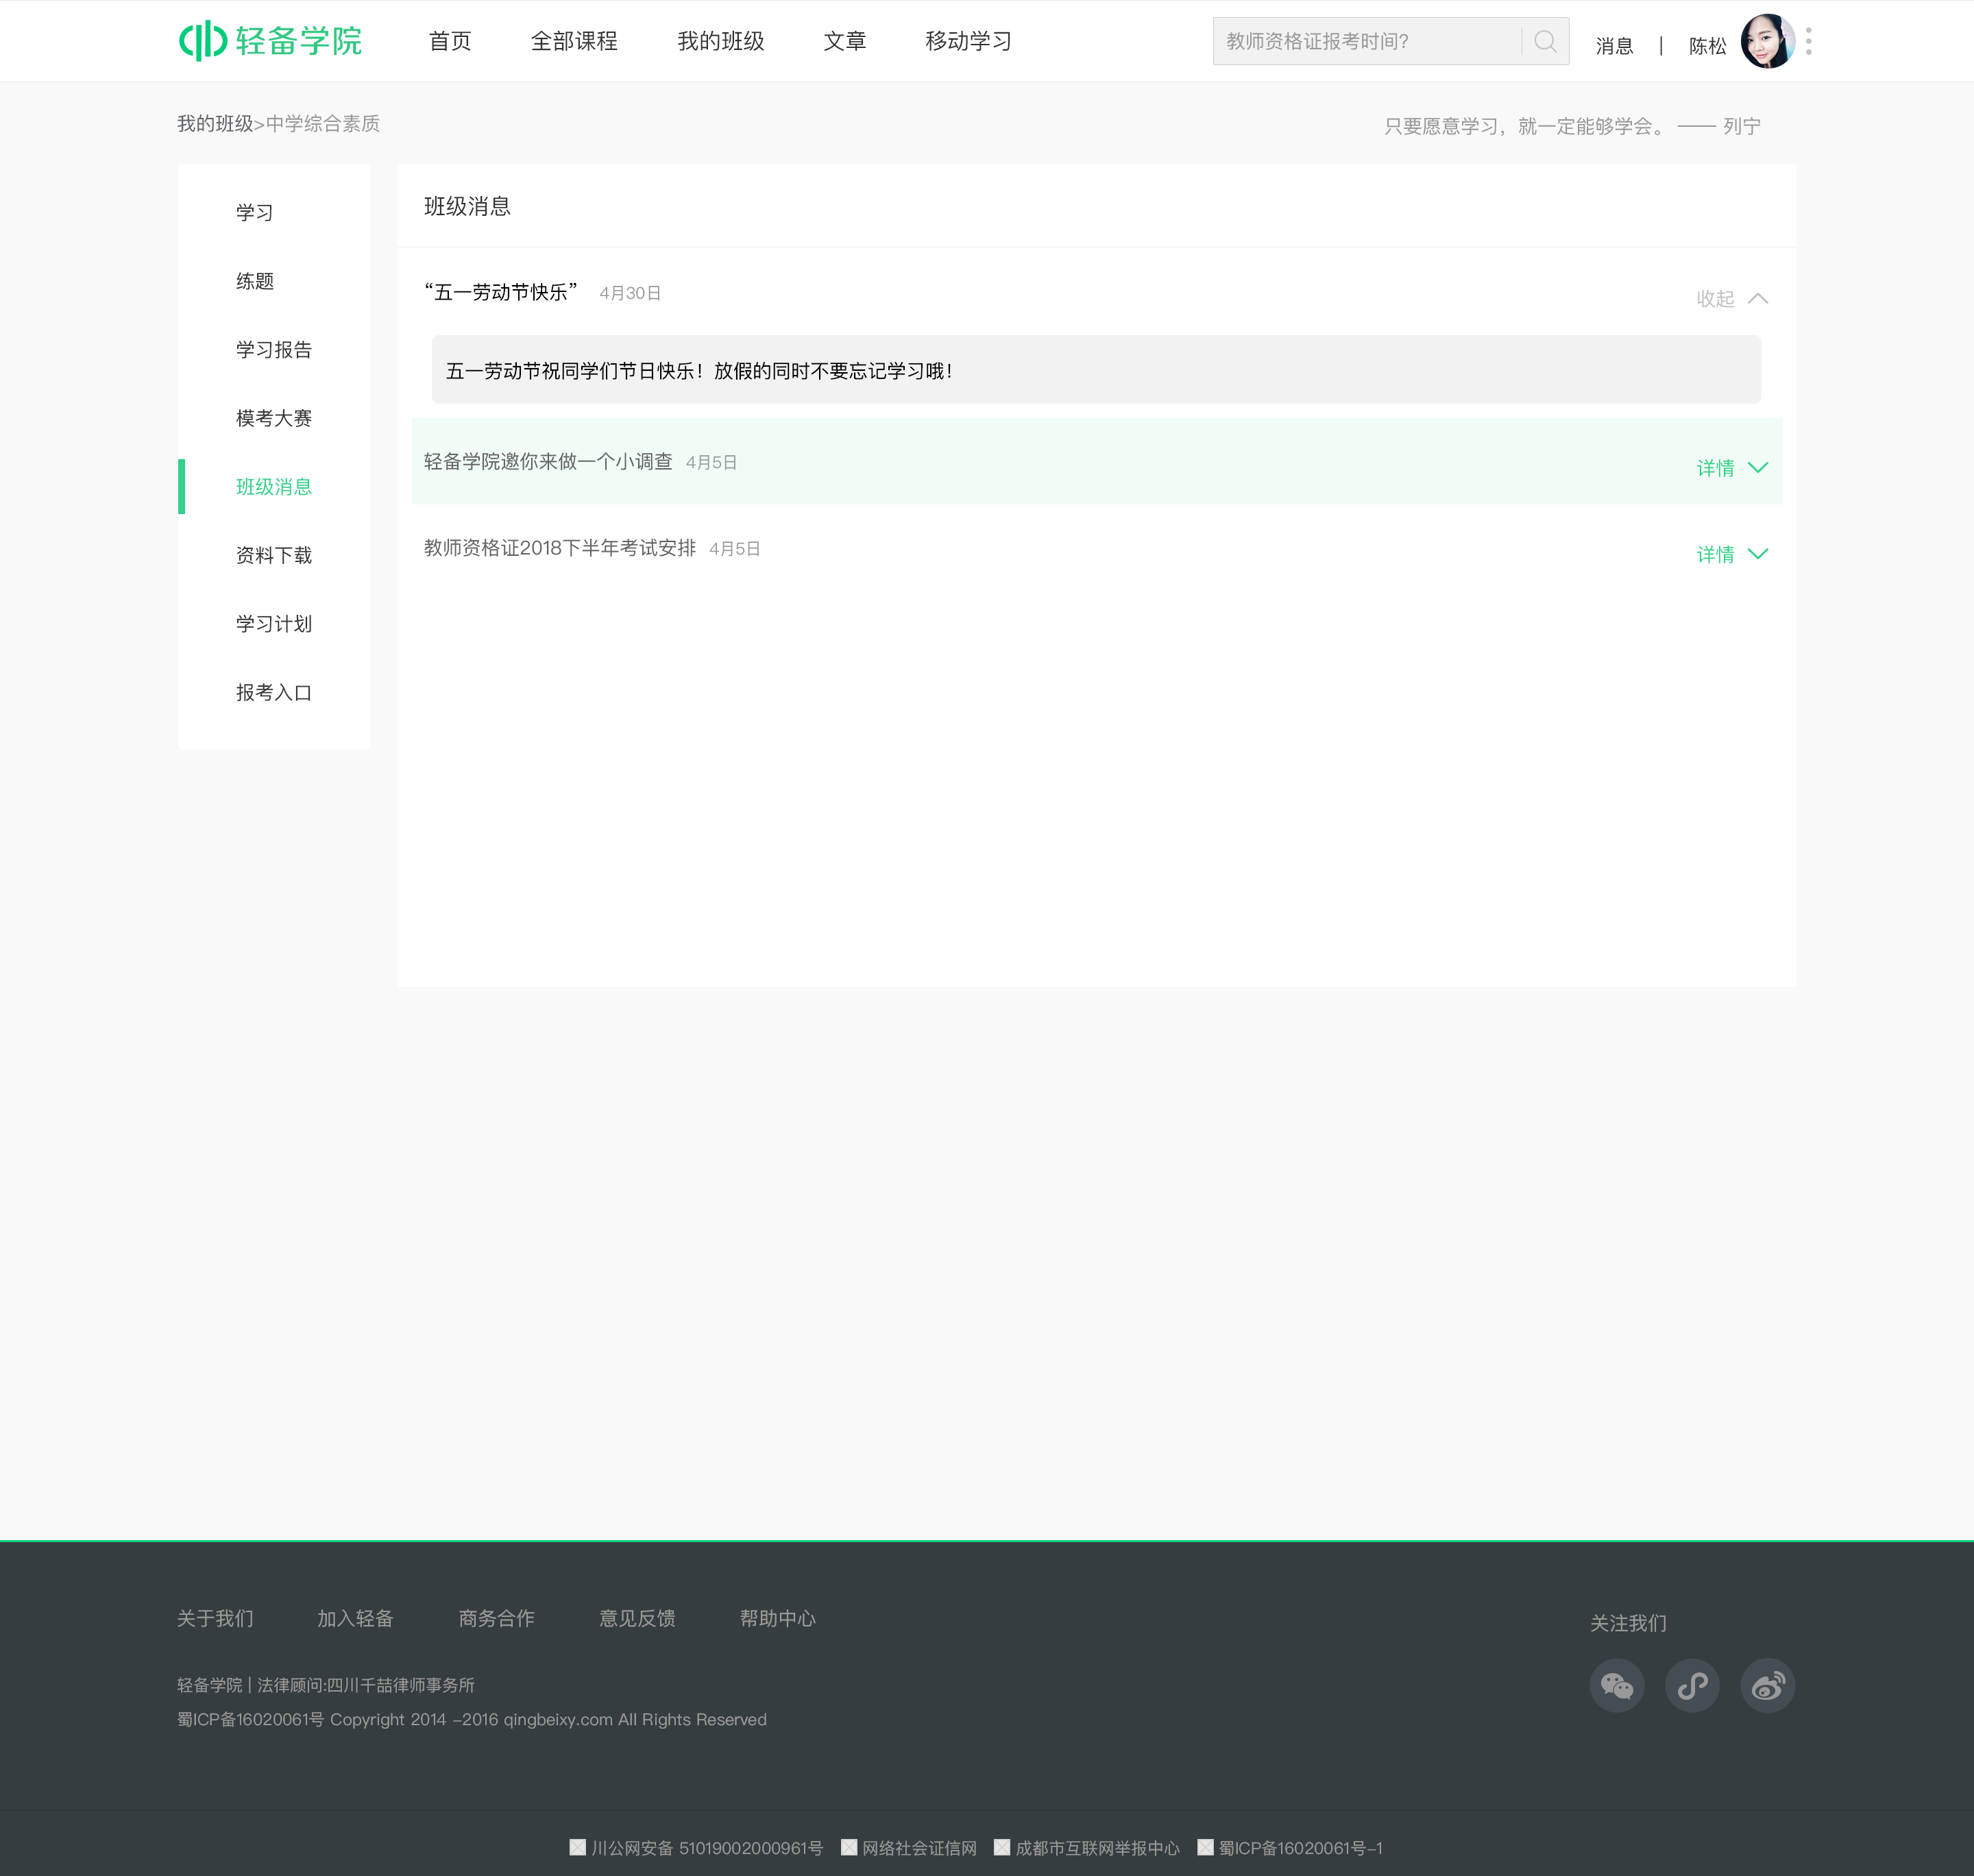 轻备学院 首页 全部课程 我的班级 文章 移动学习 教师资格证报考时间? 消息 | 陈松
我的班级>中学综合素质 只要愿意学习，就一定能够学会。 —— 列宁
学习
练题
学习报告
模考大赛
班级消息
资料下载
学习计划
报考入口
班级消息
“五一劳动节快乐” 4月30日 收起
五一劳动节祝同学们节日快乐！放假的同时不要忘记学习哦！
轻备学院邀你来做一个小调查 4月5日 详情
教师资格证2018下半年考试安排 4月5日 详情
关于我们 加入轻备 商务合作 意见反馈 帮助中心
关注我们
轻备学院 | 法律顾问:四川千喆律师事务所
蜀ICP备16020061号 Copyright 2014 -2016 qingbeixy.com All Rights Reserved
川公网安备 51019002000961号 网络社会证信网 成都市互联网举报中心 蜀ICP备16020061号-1